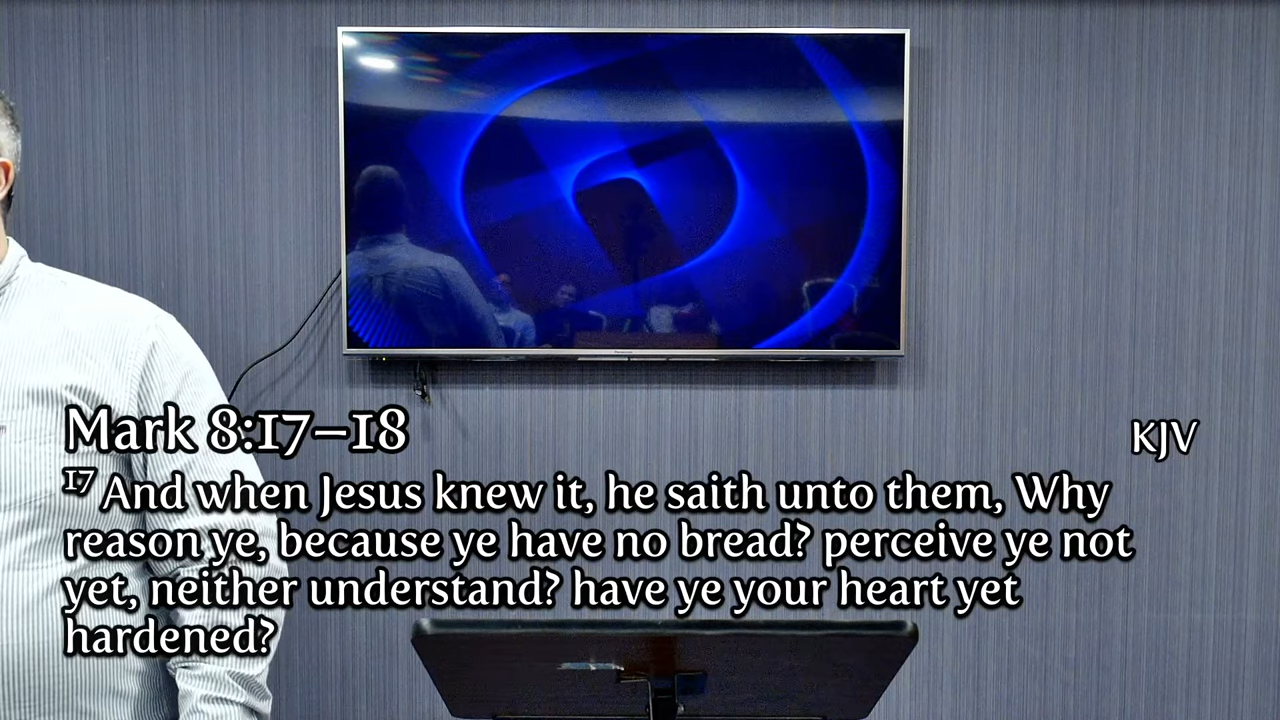 Mark 8:17–18
KJV
17 And when Jesus knew it, he saith unto them, Why
reason ye, because ye have no bread? perceive ye not
yet, neither understand? have ye your heart yet
hardened?
Panasonic